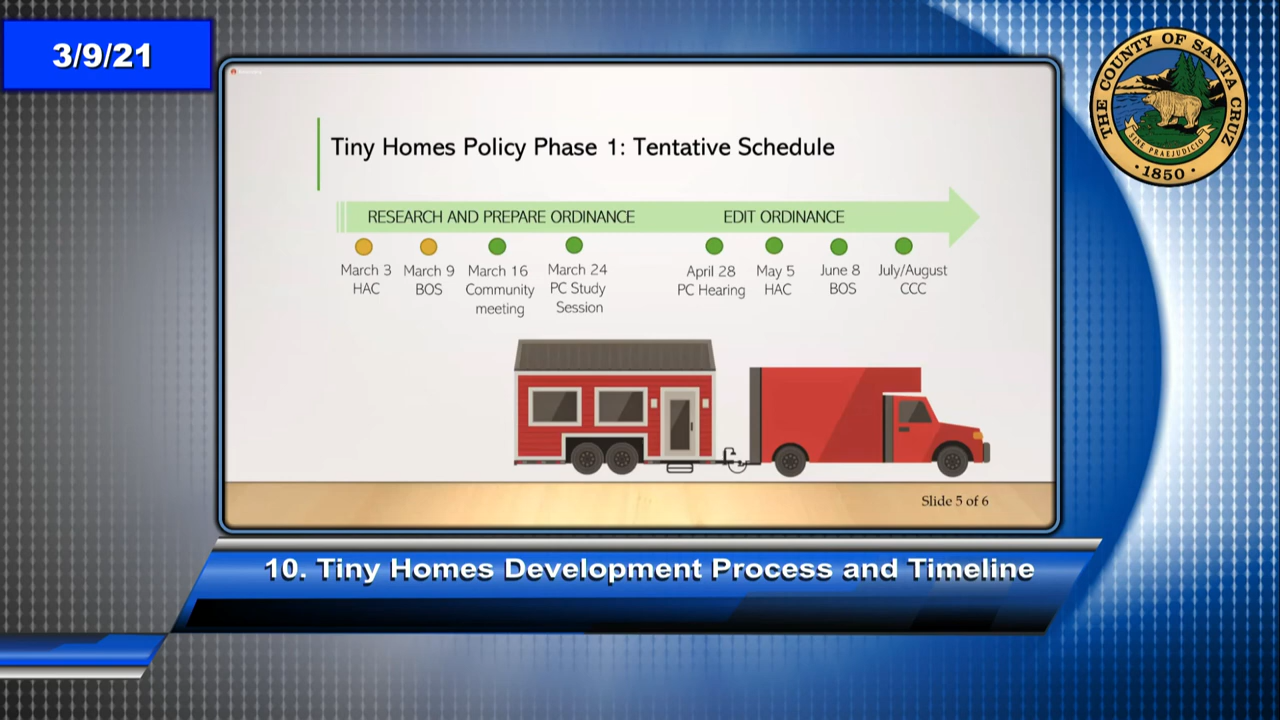 3/9/21
THE COUNTY OF SANTA CRUZ
SINE PRAEJUDICIO
• 1850 •
Tiny Homes Policy Phase 1: Tentative Schedule
RESEARCH AND PREPARE ORDINANCE
EDIT ORDINANCE
March 3
HAC
March 9
BOS
March 16
Community
meeting
March 24
PC Study
Session
April 28
PC Hearing
May 5
HAC
June 8
BOS
July/August
CCC
Slide 5 of 6
10. Tiny Homes Development Process and Timeline